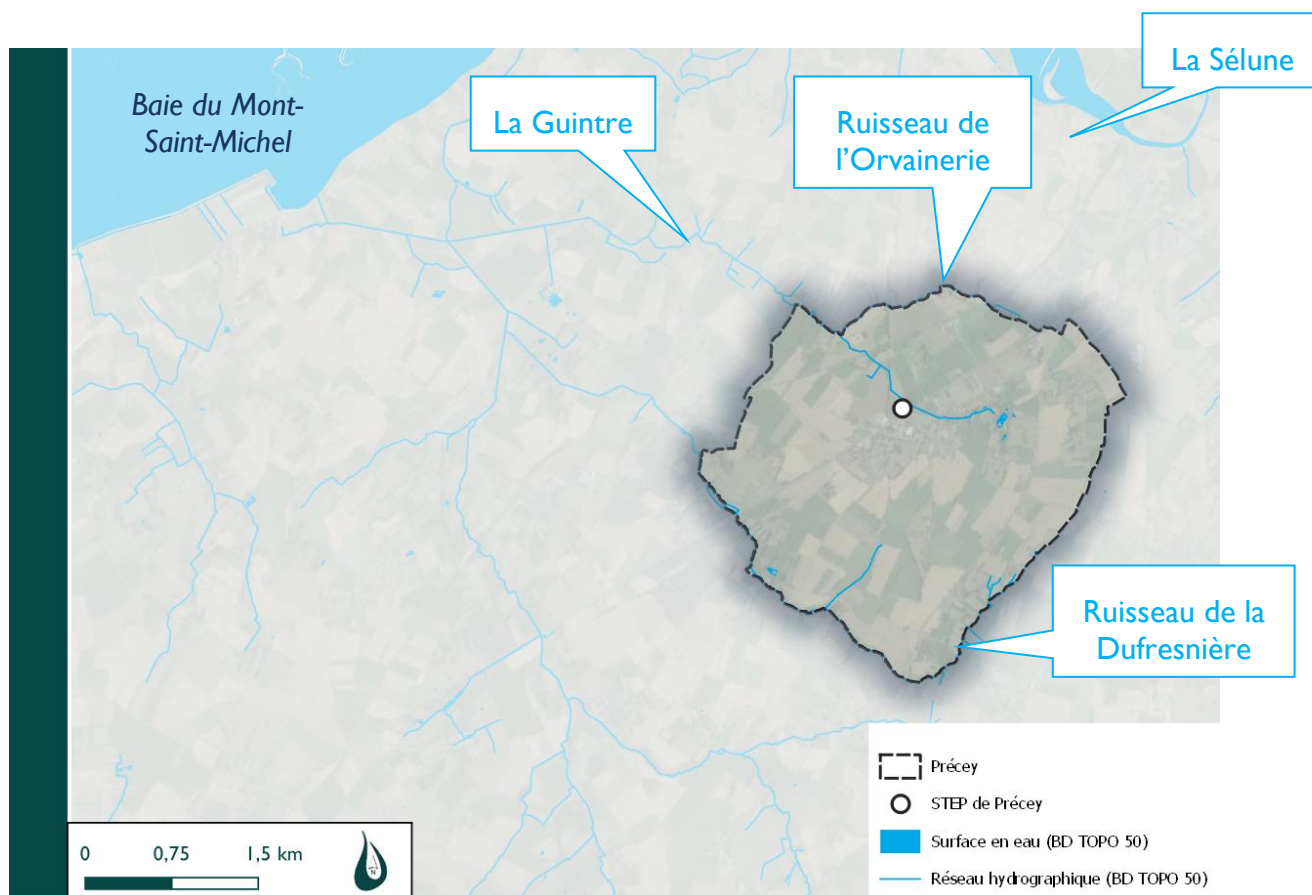 La Sélune
Baie du Mont-
Saint-Michel
La Guintre
Ruisseau de
l'Orvainerie
Ruisseau de la
Dufresnière
Précey
STEP de Précey
Surface en eau (BD TOPO 50)
Réseau hydrographique (BD TOPO 50)
0 0,75 1,5 km
N